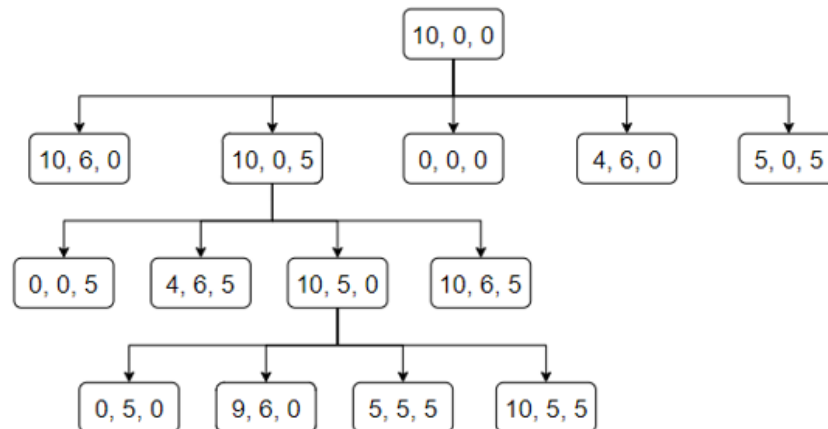 10, 0, 0
10, 6, 0
10, 0, 5
0, 0, 0
4, 6, 0
5, 0, 5
0, 0, 5
4, 6, 5
10, 5, 0
10, 6, 5
0, 5, 0
9, 6, 0
5, 5, 5
10, 5, 5